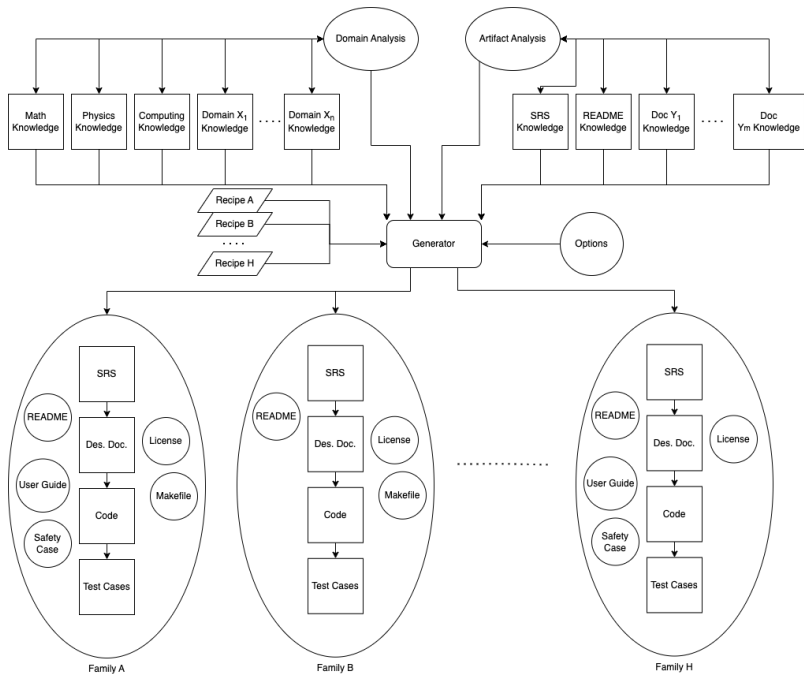 Domain Analysis
Artifact Analysis
Math
Knowledge
Physics
Knowledge
Computing
Knowledge
Domain X1
Knowledge
....
Domain Xn
Knowledge
SRS
Knowledge
README
Knowledge
Doc Y1
Knowledge
....
Doc
Ym Knowledge
Recipe A
Recipe B
....
Recipe H
Generator
Options
SRS
README
Des. Doc.
License
User Guide
Makefile
Code
Safety
Case
Test Cases
Family A
SRS
README
Des. Doc.
License
Makefile
Code
Test Cases
Family B
SRS
README
Des. Doc.
License
User Guide
Code
Safety
Case
Test Cases
Family H